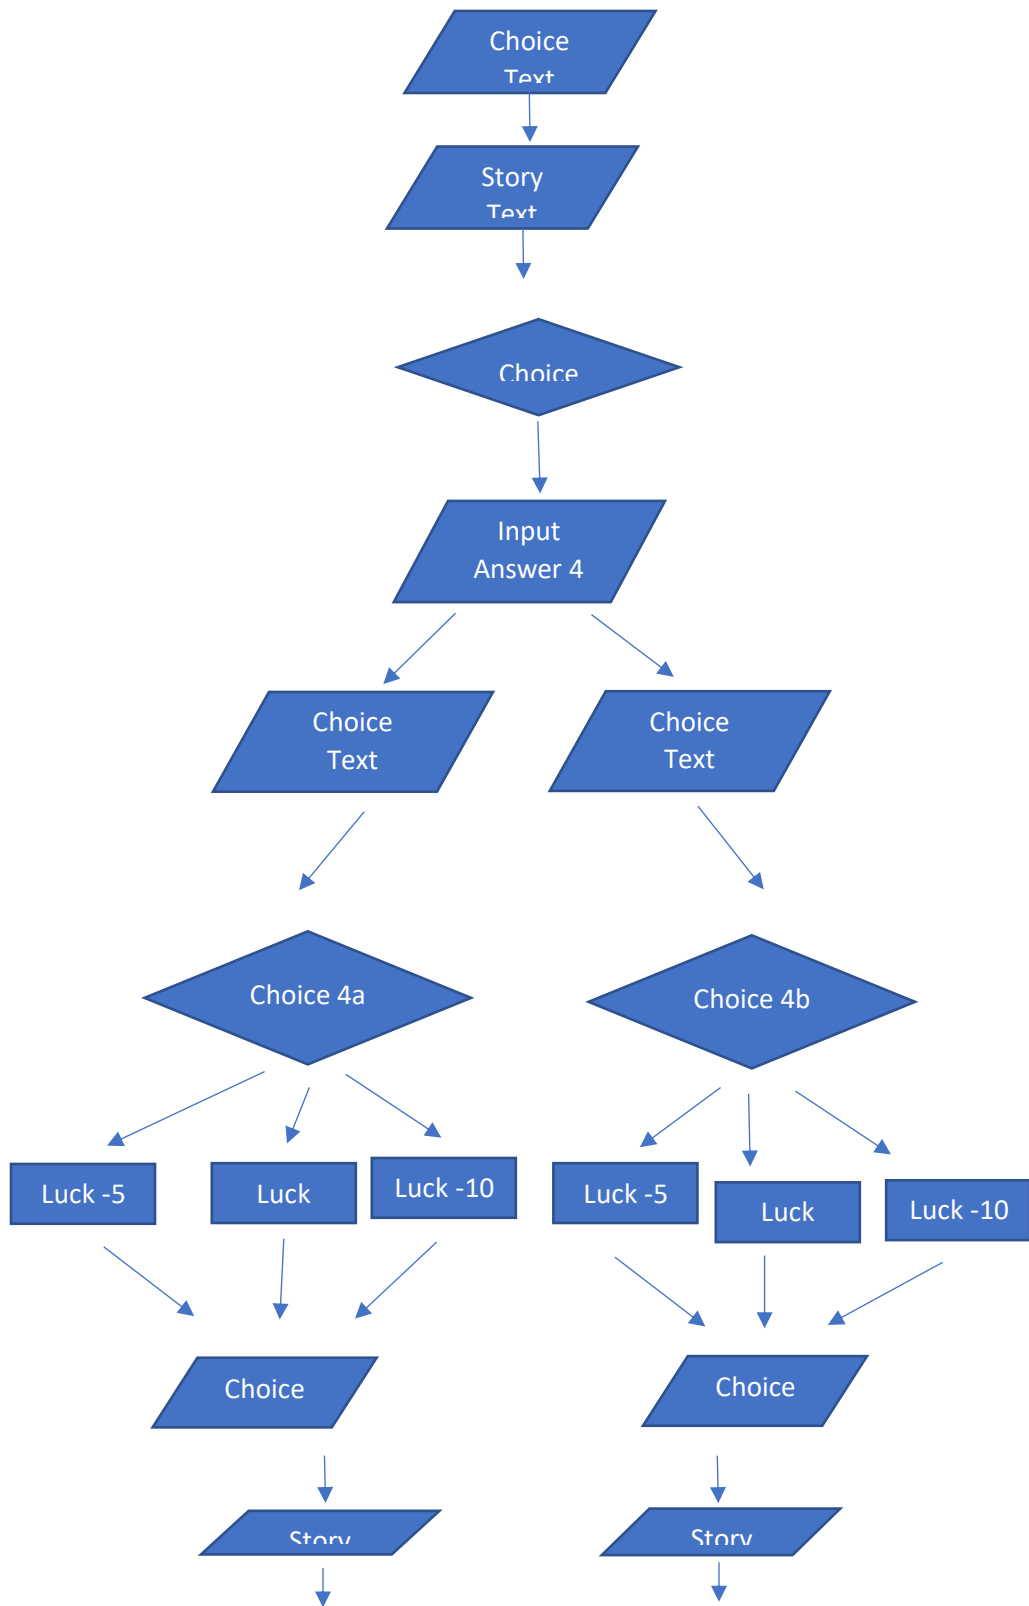 Choice
Text
Story
Text
Choice
Input
Answer 4
Choice
Text
Choice
Text
Choice 4a
Choice 4b
Luck -5
Luck
Luck -10
Luck -5
Luck
Luck -10
Choice
Choice
Story
Story